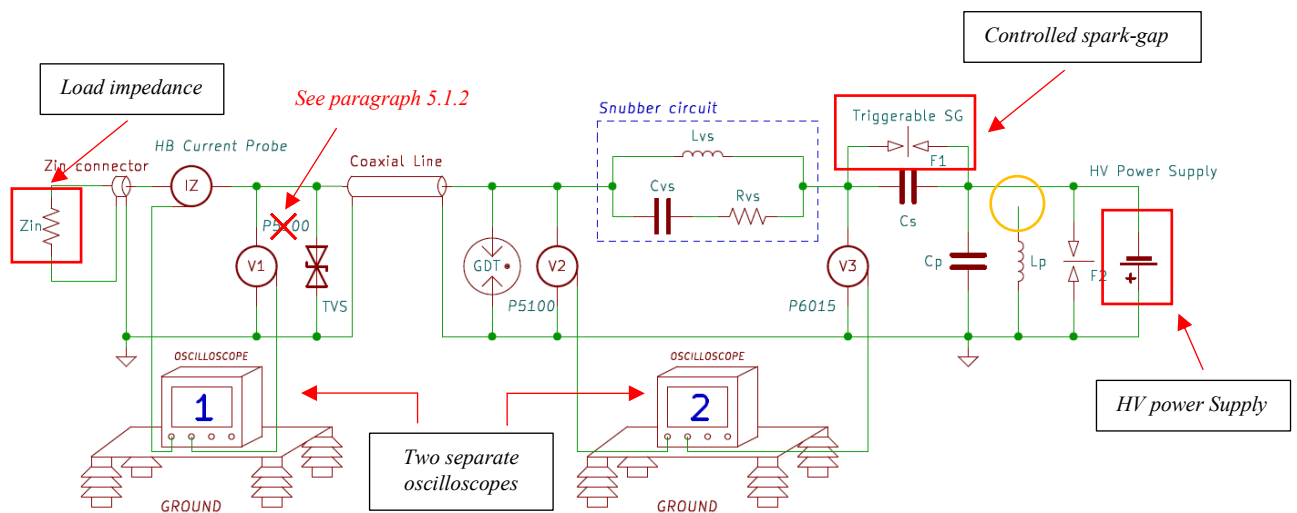 Controlled spark-gap
Load impedance
See paragraph 5.1.2
Snubber circuit
Triggerable SG
F1
HB Current Probe
Lvs
Zin connector
Coaxial Line
HV Power Supply
IZ
Cvs
Rvs
Cs
Zin
P5100
V1
GDT
V2
V3
Cp
Lp
F2
+
TVS
P5100
P6015
OSCILLOSCOPE
OSCILLOSCOPE
1
2
HV power Supply
Two separate
oscilloscopes
GROUND
GROUND